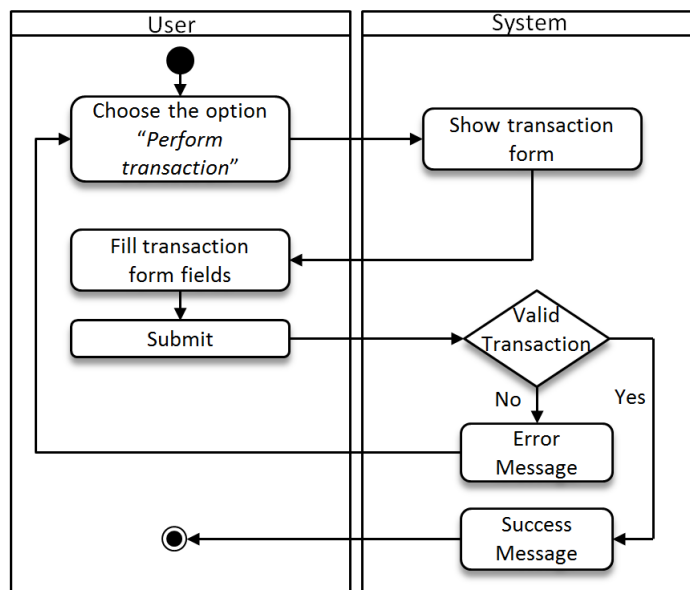 User
System
Choose the option
“Perform
transaction”
Show transaction
form
Fill transaction
form fields
Submit
Valid
Transaction
No
Yes
Error
Message
Success
Message